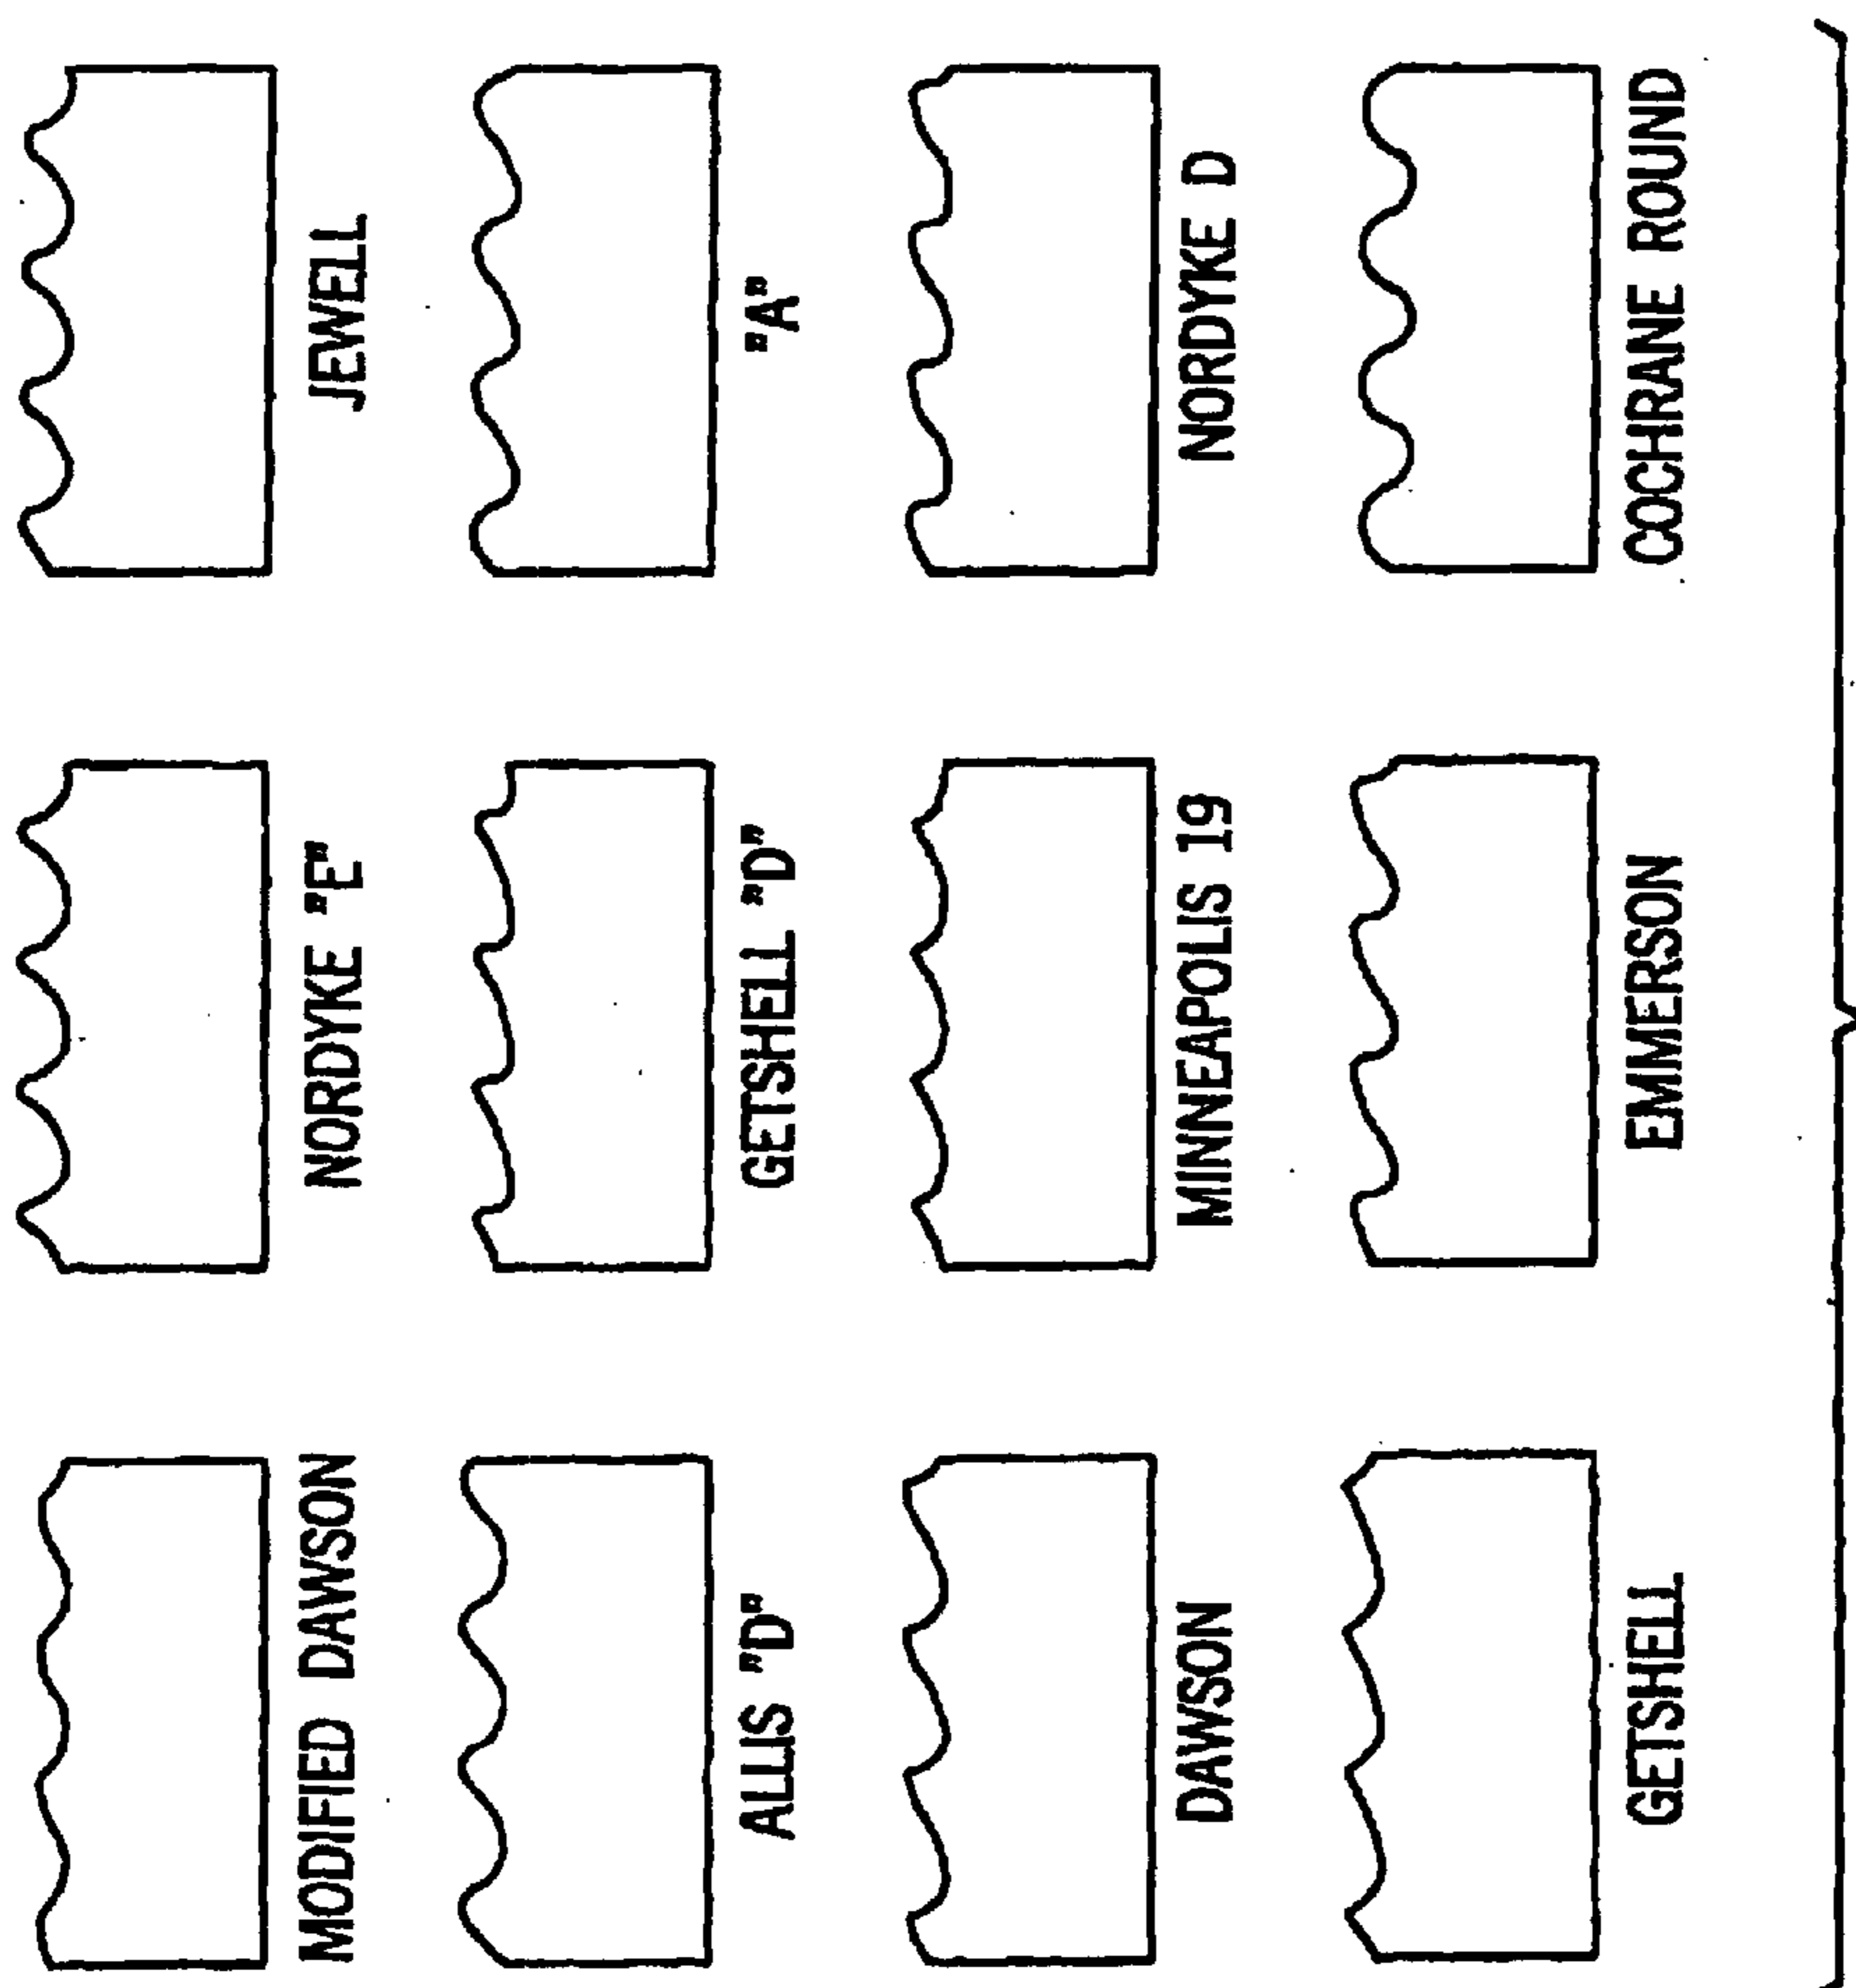 MODIFIED DAWSON
NORDYKE "E"
JEWELL
ALLIS "D"
GETSHELL "D"
"A"
DAWSON
MINNEAPOLIS 19
NORDYKE D
GETSHELL
EMMERSON
COCHRANE ROUND